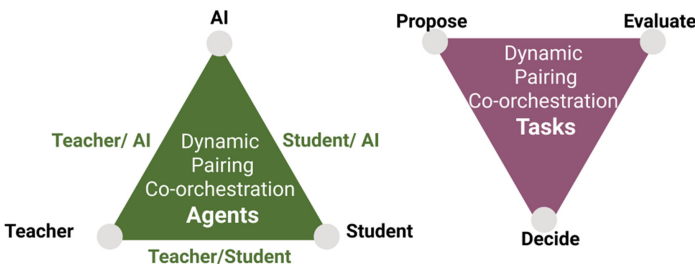 AI
Teacher/ AI
Student/ AI
Dynamic
Pairing
Co-orchestration
Agents
Teacher
Student
Teacher/Student
Propose
Evaluate
Dynamic
Pairing
Co-orchestration
Tasks
Decide